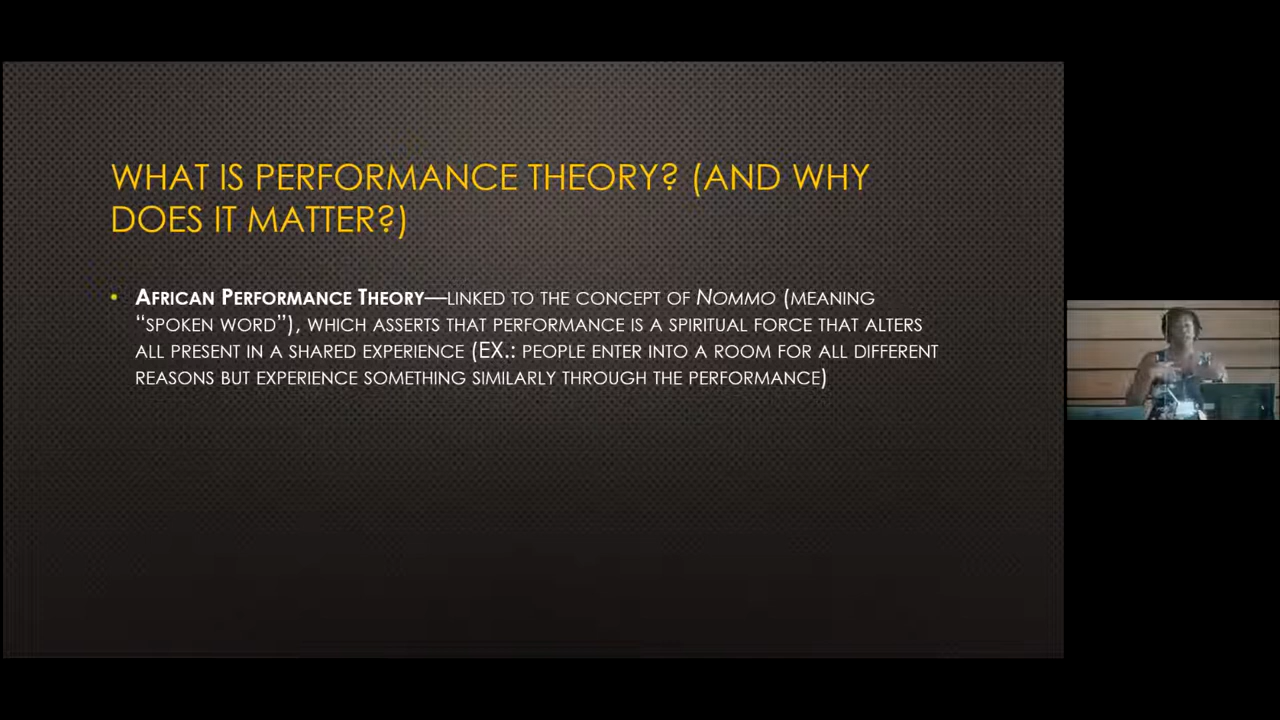 WHAT IS PERFORMANCE THEORY? (AND WHY
DOES IT MATTER?)
• AFRICAN PERFORMANCE THEORY—LINKED TO THE CONCEPT OF NOMMO (MEANING
“SPOKEN WORD”), WHICH ASSERTS THAT PERFORMANCE IS A SPIRITUAL FORCE THAT ALTERS
ALL PRESENT IN A SHARED EXPERIENCE (EX.: PEOPLE ENTER INTO A ROOM FOR ALL DIFFERENT
REASONS BUT EXPERIENCE SOMETHING SIMILARLY THROUGH THE PERFORMANCE)